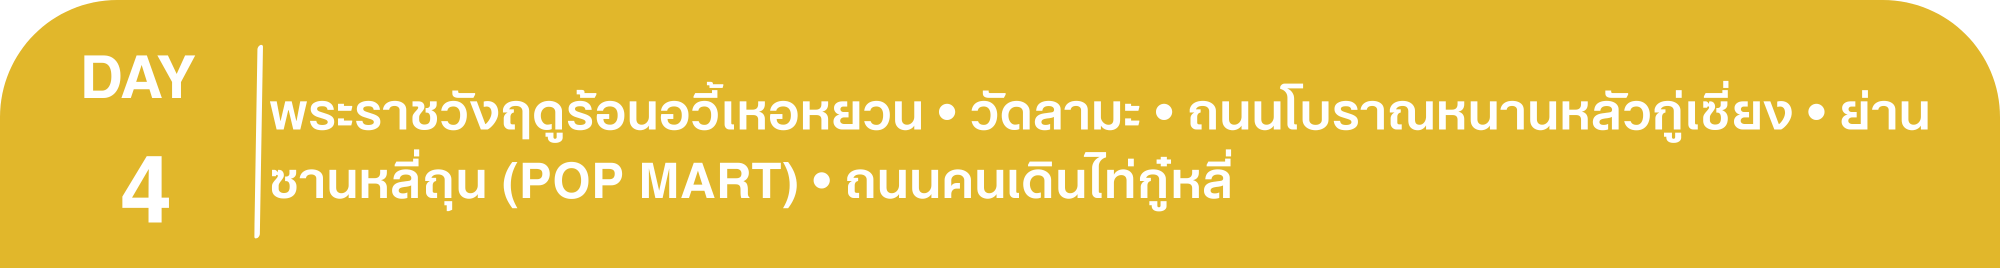 DAY
4
พระราชวังฤดูร้อนอวี้เหอหยวน • วัดลามะ • ถนนโบราณหนานหลัวกู่เซี่ยง • ย่าน
ซานหลี่ถุน (POP MART) • ถนนคนเดินไท่กู๋หลี่